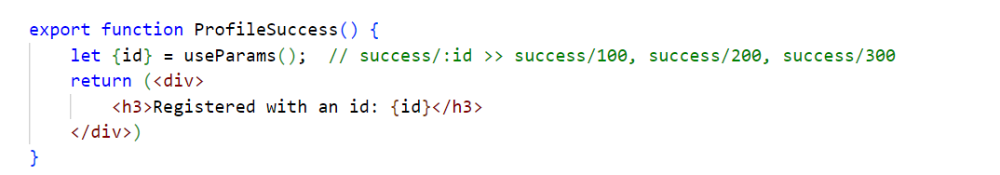 export function ProfileSuccess() {
    let {id} = useParams();  // success/:id >> success/100, success/200, success/300
    return (<div>
        <h3>Registered with an id: {id}</h3>
    </div>)
}